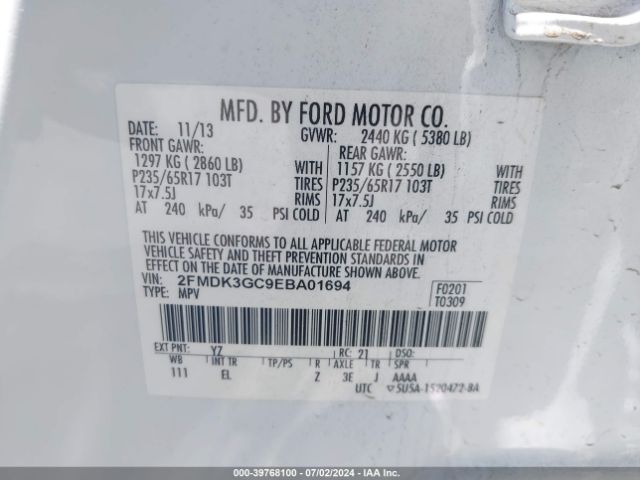 MFD. BY FORD MOTOR CO.
DATE: 11/13 GVWR: 2440 KG ( 5380 LB)
FRONT GAWR: REAR GAWR:
1297 KG ( 2860 LB) WITH 1157 KG ( 2550 LB) WITH
P235/65R17 103T TIRES P235/65R17 103T TIRES
17x7.5J RIMS 17x7.5J RIMS
AT 240 kPa/ 35 PSI COLD AT 240 kPa/ 35 PSI COLD
THIS VEHICLE CONFORMS TO ALL APPLICABLE FEDERAL MOTOR
VEHICLE SAFETY AND THEFT PREVENTION STANDARDS IN
EFFECT ON THE DATE OF MANUFACTURE SHOWN ABOVE.
VIN: 2FMDK3GC9EBA01694 F0201
TYPE: MPV T0309
EXT PNT: YZ RC: 21 DSO:
WB INT TR TP/PS R AXLE TR SPR
111 EL Z 3E J AAAA
UTC 5U5A-1520472-BA
000-39768100 - 07/02/2024 - IAA Inc.